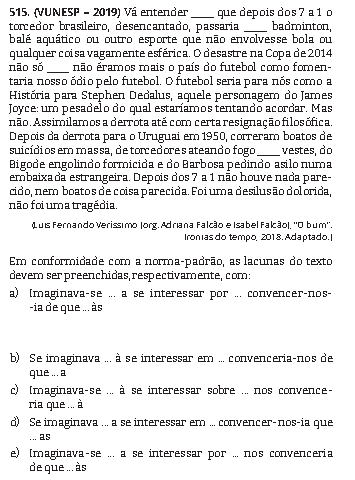 515. (VUNESP – 2019) Vá entender ____ que depois dos 7 a 1 o
torcedor brasileiro, desencantado, passaria ____ badminton,
balé aquático ou outro esporte que não envolvesse bola ou
qualquer coisa vagamente esférica. O desastre na Copa de 2014
não só ____ não éramos mais o país do futebol como fomen-
taria nosso ódio pelo futebol. O futebol seria para nós como a
História para Stephen Dedalus, aquele personagem do James
Joyce: um pesadelo do qual estaríamos tentando acordar. Mas
não. Assimilamos a derrota até com certa resignação filosófica.
Depois da derrota para o Uruguai em 1950, correram boatos de
suicídios em massa, de torcedores ateando fogo ____ vestes, do
Bigode engolindo formicida e do Barbosa pedindo asilo numa
embaixada estrangeira. Depois dos 7 a 1 não houve nada pare-
cido, nem boatos de coisa parecida. Foi uma desilusão dolorida,
não foi uma tragédia.
(Luis Fernando Verissimo [org. Adriana Falcão e Isabel Falcão], “O bum”.
Ironias do tempo, 2018. Adaptado.)
Em conformidade com a norma-padrão, as lacunas do texto
devem ser preenchidas, respectivamente, com:
a) Imaginava-se ... a se interessar por ... convencer-nos-
-ia de que ... às
b) Se imaginava ... à se interessar em ... convenceria-nos de
que ... a
c) Imaginava-se ... à se interessar sobre ... nos convence-
ria que ... à
d) Se imaginava ... a se interessar em ... convencer-nos-ia que
... as
e) Imaginava-se ... a se interessar por ... nos convenceria
de que ... às